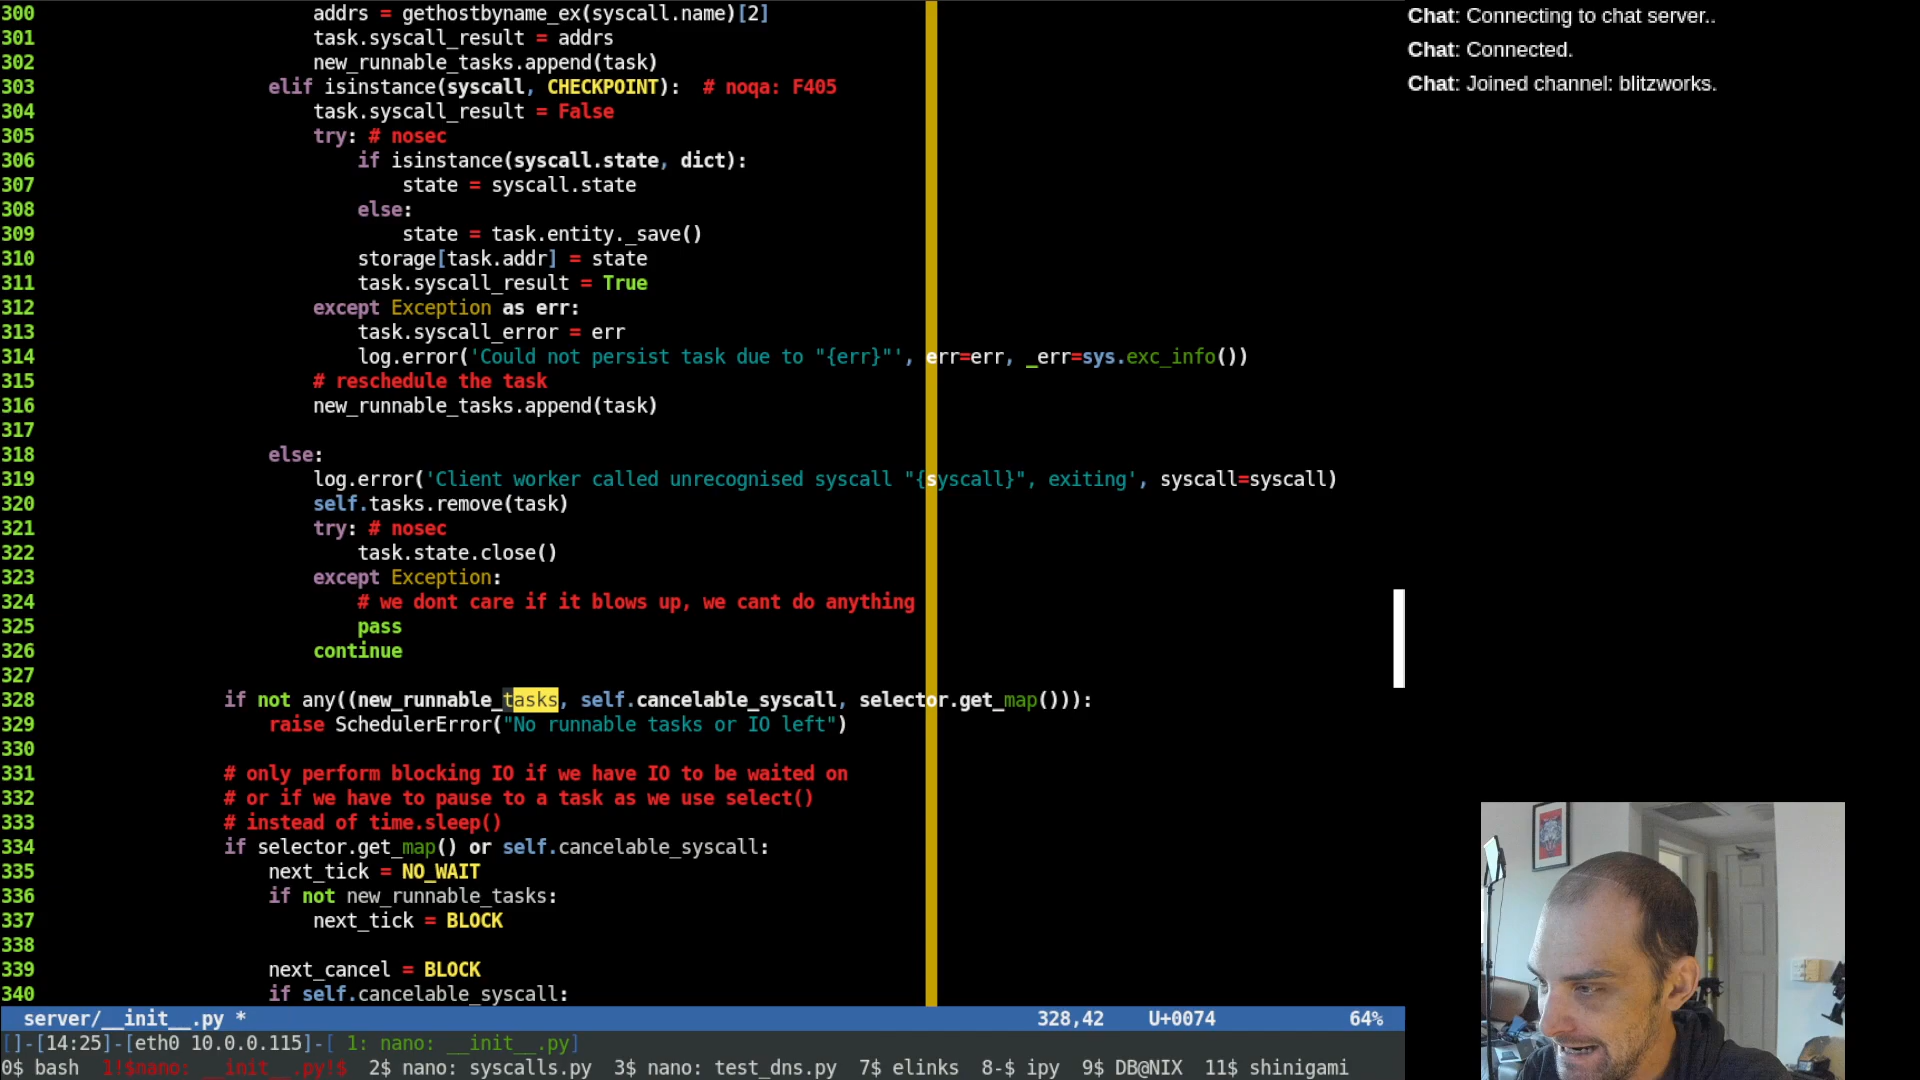 300                         addrs = gethostbyname_ex(syscall.name)[2]
301                         task.syscall_result = addrs
302                         new_runnable_tasks.append(task)
303                     elif isinstance(syscall, CHECKPOINT):  # noqa: F405
304                         task.syscall_result = False
305                         try: # nosec
306                             if isinstance(syscall.state, dict):
307                                 state = syscall.state
308                             else:
309                                 state = task.entity._save()
310                             storage[task.addr] = state
311                             task.syscall_result = True
312                         except Exception as err:
313                             task.syscall_error = err
314                             log.error('Could not persist task due to "{err}"', err=err, _err=sys.exc_info())
315                         # reschedule the task
316                         new_runnable_tasks.append(task)
317
318                     else:
319                         log.error('Client worker called unrecognised syscall "{syscall}", exiting', syscall=syscall)
320                         self.tasks.remove(task)
321                         try: # nosec
322                             task.state.close()
323                         except Exception:
324                             # we dont care if it blows up, we cant do anything
325                             pass
326                         continue
327
328                 if not any((new_runnable_tasks, self.cancelable_syscall, selector.get_map())):
329                     raise SchedulerError("No runnable tasks or IO left")
330
331                 # only perform blocking IO if we have IO to be waited on
332                 # or if we have to pause to a task as we use select()
333                 # instead of time.sleep()
334                 if selector.get_map() or self.cancelable_syscall:
335                     next_tick = NO_WAIT
336                     if not new_runnable_tasks:
337                         next_tick = BLOCK
338
339                     next_cancel = BLOCK
340                     if self.cancelable_syscall:
server/__init__.py * 328,42 U+0074 64%
[]-[14:25]-[eth0 10.0.0.115]-[ 1: nano: __init__.py]
0$ bash  1!$nano: __init__.py!$  2$ nano: syscalls.py  3$ nano: test_dns.py  7$ elinks  8-$ ipy  9$ DB@NIX  11$ shinigami
Chat: Connecting to chat server..
Chat: Connected.
Chat: Joined channel: blitzworks.